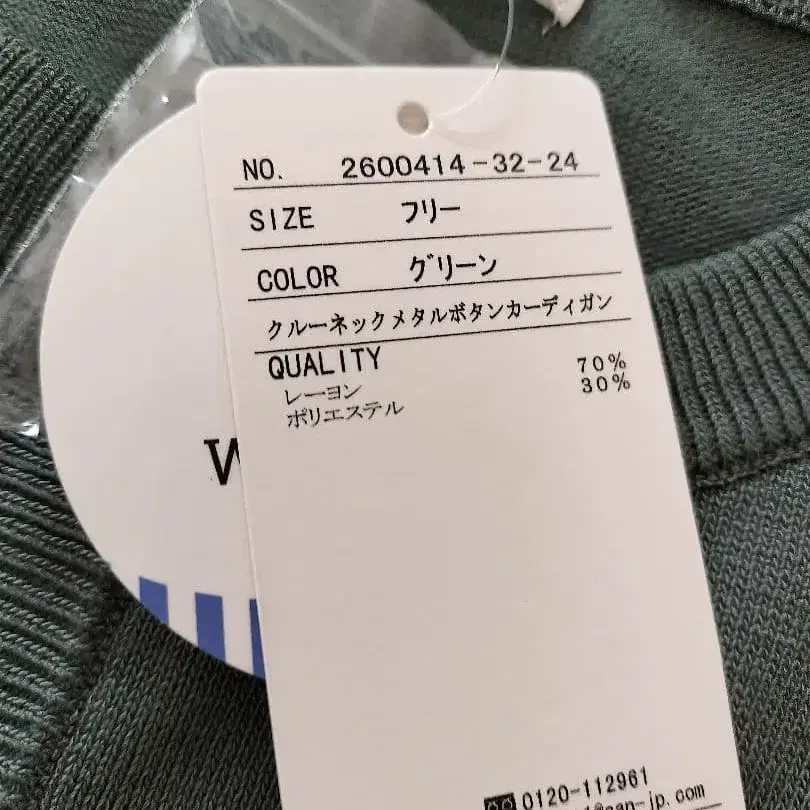 NO. 2600414-32-24
SIZE フリー
COLOR グリーン
クルーネックメタルボタンカーディガン
QUALITY
レーヨン 70%
ポリエステル 30%
W
0120-112961